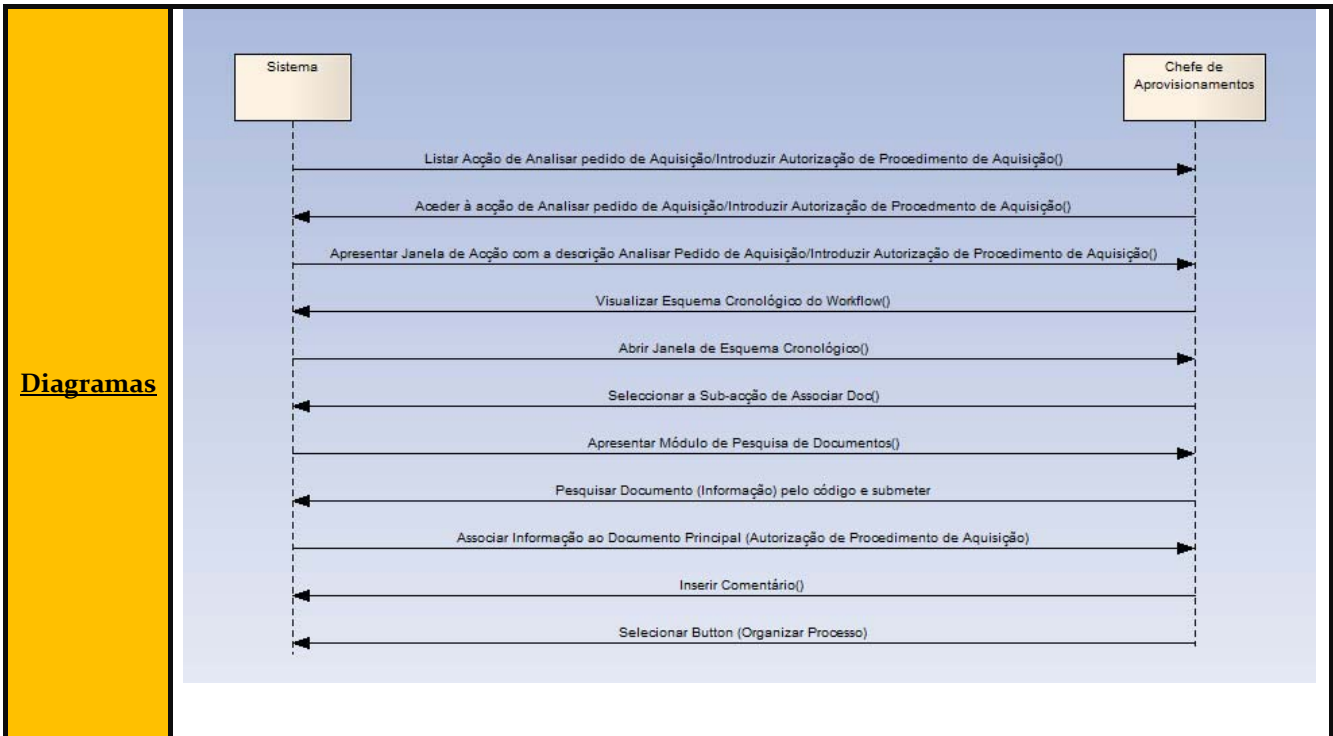 Diagramas
Sistema
Chefe de
Aprovisionamentos
Listar Acção de Analisar pedido de Aquisição/Introduzir Autorização de Procedimento de Aquisição()
Aceder à acção de Analisar pedido de Aquisição/Introduzir Autorização de Procedmento de Aquisição()
Apresentar Janela de Acção com a descrição Analisar Pedido de Aquisição/Introduzir Autorização de Procedimento de Aquisição()
Visualizar Esquema Cronológico do Workflow()
Abrir Janela de Esquema Cronológico()
Seleccionar a Sub-acção de Associar Doc()
Apresentar Módulo de Pesquisa de Documentos()
Pesquisar Documento (Informação) pelo código e submeter
Associar Informação ao Documento Principal (Autorização de Procedimento de Aquisição)
Inserir Comentário()
Selecionar Button (Organizar Processo)